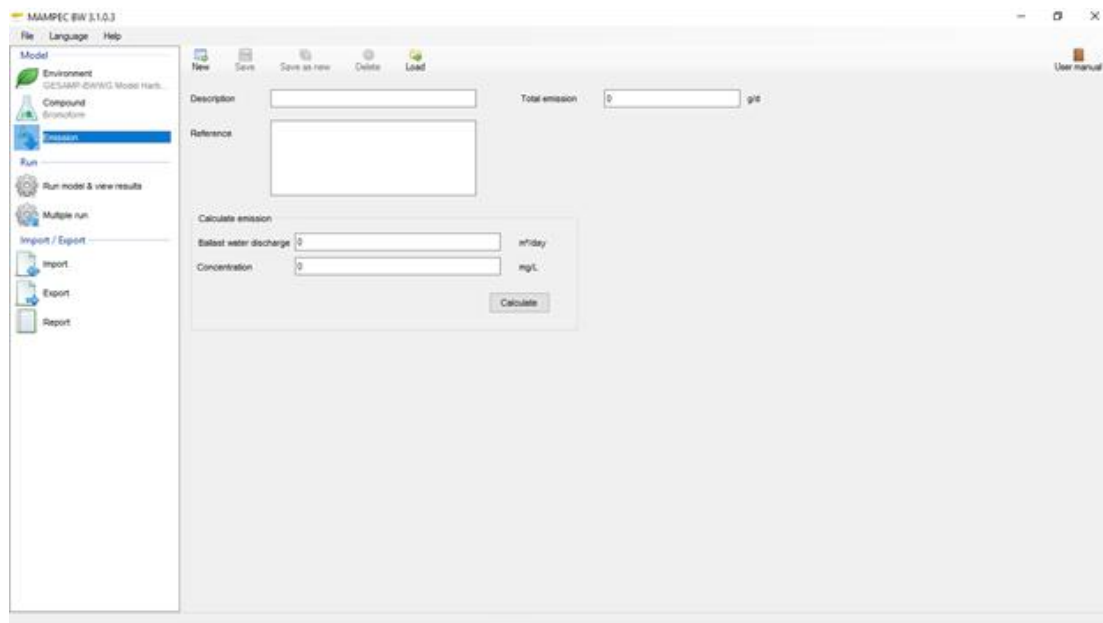 MAMPEC BW 3.1.0.3
File Language Help
Model
Environment
GESAMP-BWWG Model Harb...
Compound
Bromoform
Emission
Run
Run model & view results
Multiple run
Import / Export
Import
Export
Report
New Save Save as new Delete Load
User manual
Description
Total emission 0 g/d
Reference
Calculate emission
Ballast water discharge 0 m³/day
Concentration 0 mg/L
Calculate